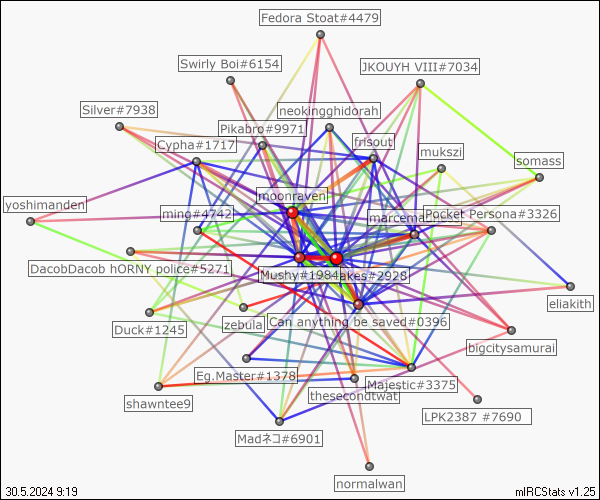 Fedora Stoat#4479
Swirly Boi#6154
JKOUYH VIII#7034
Silver#7938
neokingghidorah
Pikabro#9971
Cypha#1717
frisout
mukszi
somass
moonraven
yoshimanden
ming#4742
Pocket Persona#3326
DacobDacob hORNY police#5271
Mushy#1984
akes#2928
eliakith
zebula
Can anything be saved#0396
Duck#1245
bigcitysamurai
Eg.Master#1378
Majestic#3375
shawntee9
thesecondtwat
LPK2387 #7690
Madネコ#6901
normalwan
30.5.2024 9:19
mIRCStats v1.25